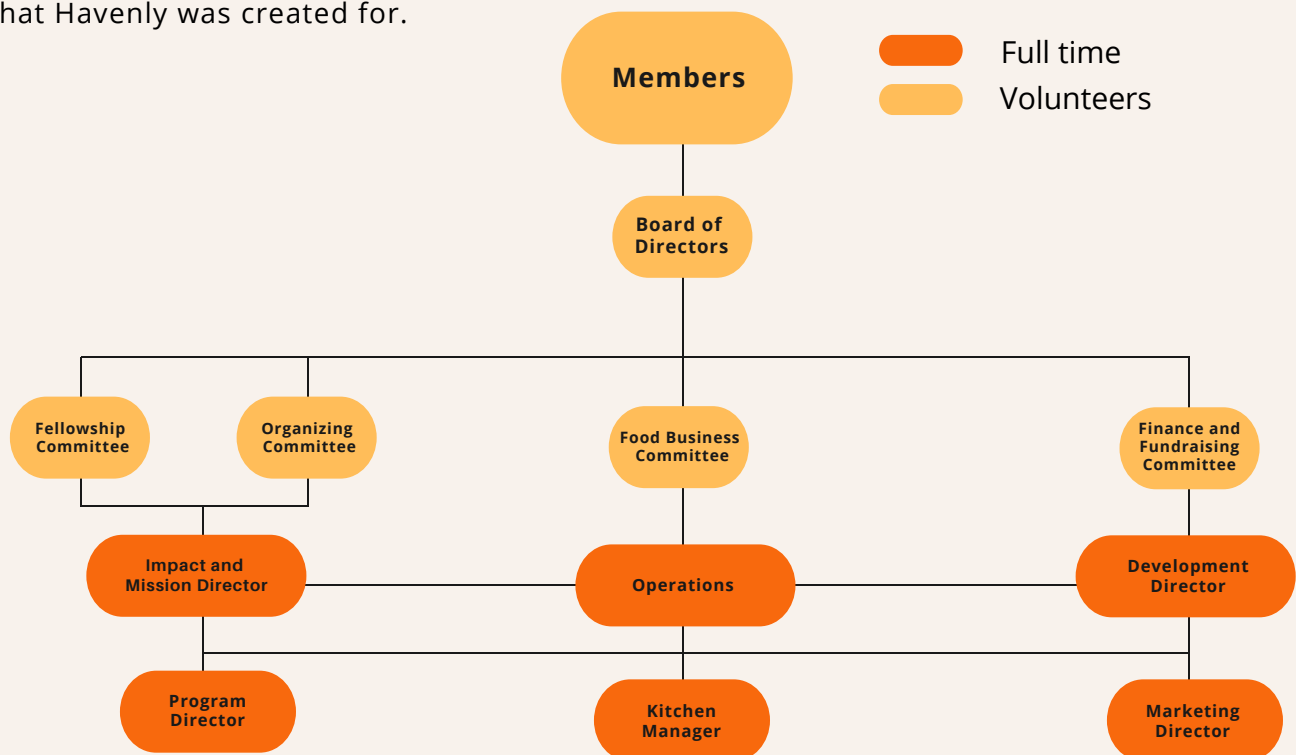 hat Havenly was created for.
Members
Full time
Volunteers
Board of
Directors
Fellowship
Committee
Organizing
Committee
Food Business
Committee
Finance and
Fundraising
Committee
Impact and
Mission Director
Operations
Development
Director
Program
Director
Kitchen
Manager
Marketing
Director